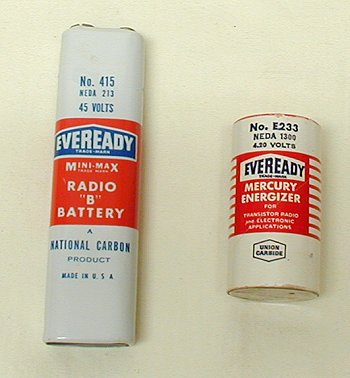 No. 415
NEDA 213
45 VOLTS
EVEREADY
TRADE-MARK
MINI-MAX
TRADE-MARK
RADIO
"B"
BATTERY
A
NATIONAL CARBON
PRODUCT
MADE IN U.S.A
No. E233
NEDA 1300
4.20 VOLTS
EVEREADY
TRADE-MARK
MERCURY
ENERGIZER
FOR
TRANSISTOR RADIO
and ELECTRONIC
APPLICATIONS
UNION
CARBIDE